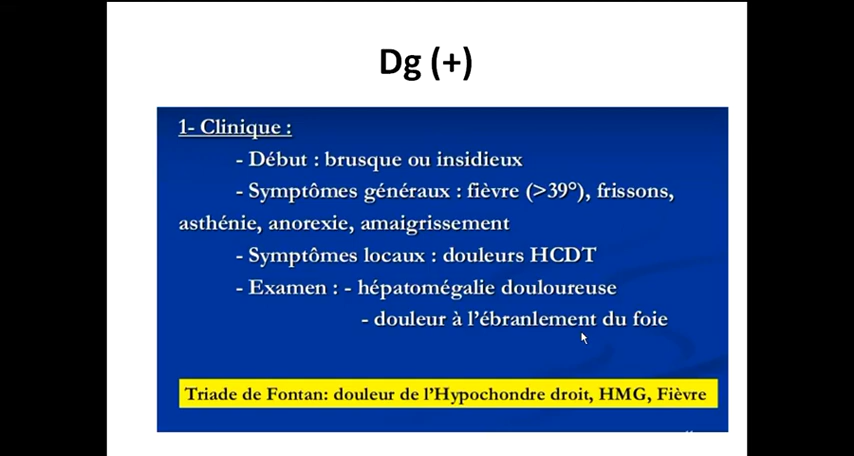 Dg (+)
1- Clinique :
- Début : brusque ou insidieux
- Symptômes généraux : fièvre (>39°), frissons,
asthénie, anorexie, amaigrissement
- Symptômes locaux : douleurs HCDT
- Examen : - hépatomégalie douloureuse
- douleur à l'ébranlement du foie
Triade de Fontan: douleur de l'Hypochondre droit, HMG, Fièvre